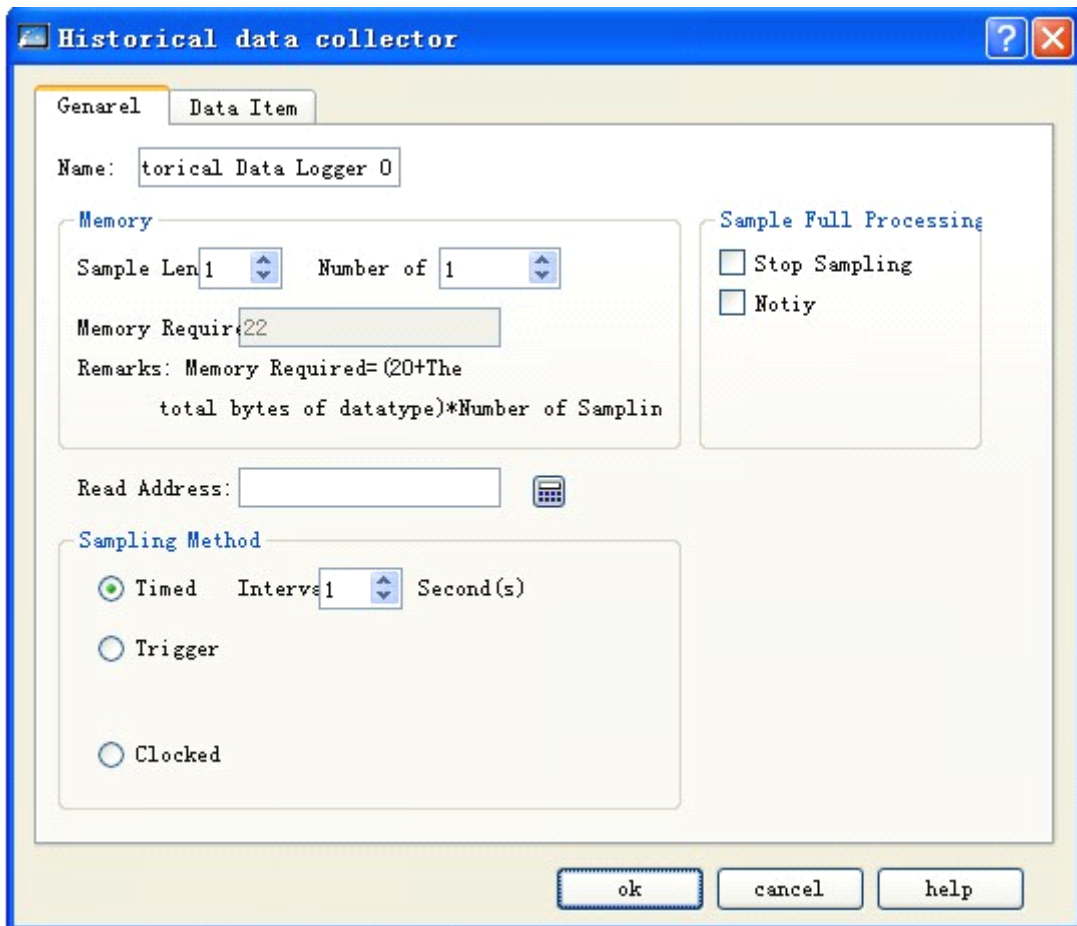 Historical data collector
Genarel
Data Item
Name: torical Data Logger 0
Memory
Sample Len 1 Number of 1
Memory Require 22
Remarks: Memory Required=(20+The
total bytes of datatype)*Number of Samplin
Sample Full Processing
Stop Sampling
Notiy
Read Address:
Sampling Method
Timed Interva 1 Second(s)
Trigger
Clocked
ok
cancel
help